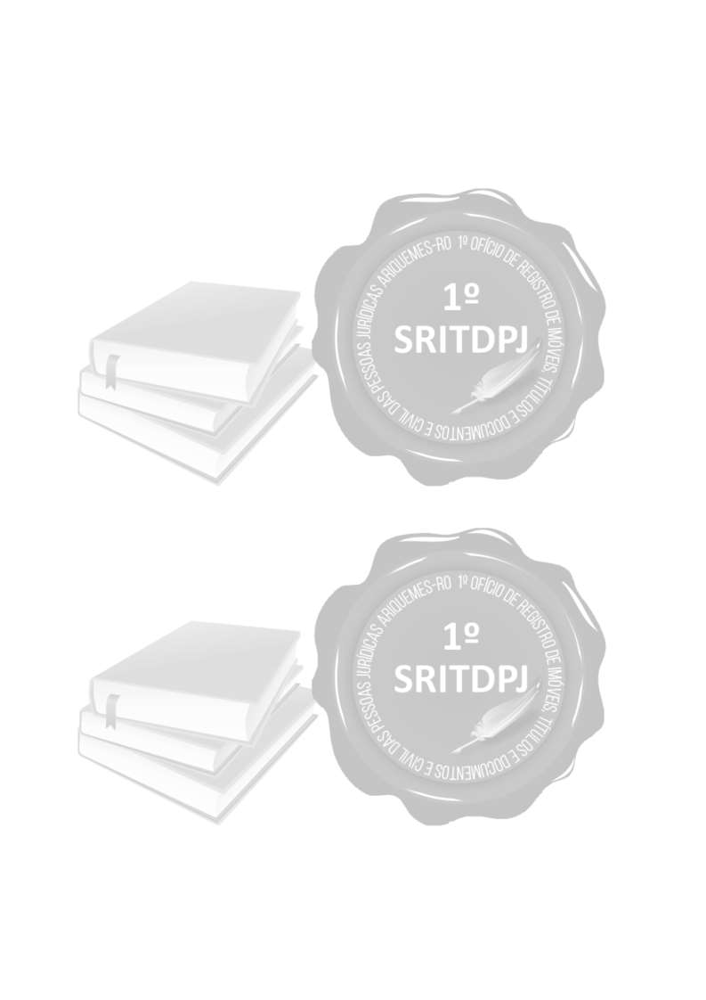 1º OFÍCIO DE REGISTRO DE IMÓVEIS, TÍTULOS E DOCUMENTOS E CIVIL DAS PESSOAS JURÍDICAS ARIQUEMES-RO
1º
SRITDPJ
1º OFÍCIO DE REGISTRO DE IMÓVEIS, TÍTULOS E DOCUMENTOS E CIVIL DAS PESSOAS JURÍDICAS ARIQUEMES-RO
1º
SRITDPJ